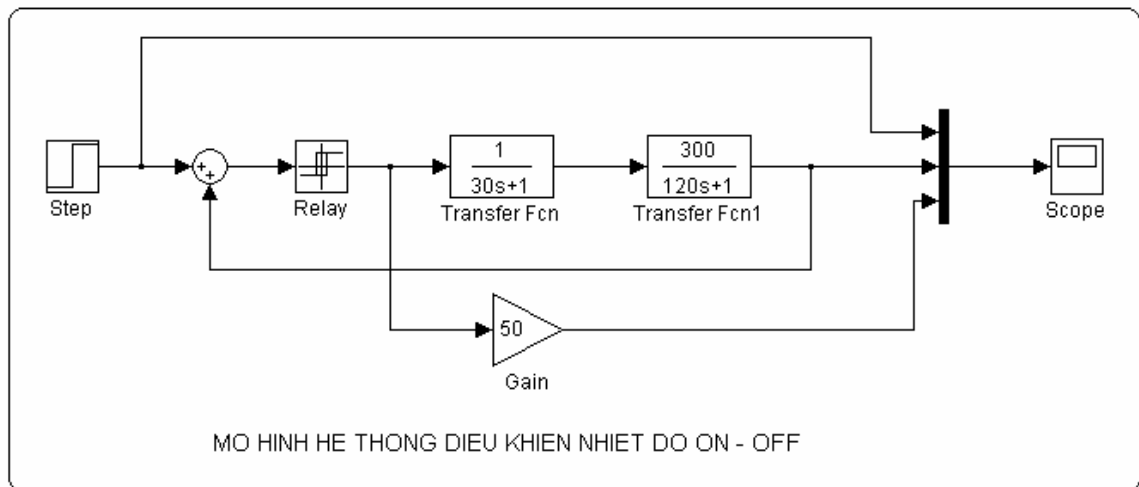 Step
+
+
Relay
1
30s+1
Transfer Fcn
300
120s+1
Transfer Fcn1
Scope
50
Gain
MO HINH HE THONG DIEU KHIEN NHIET DO ON - OFF